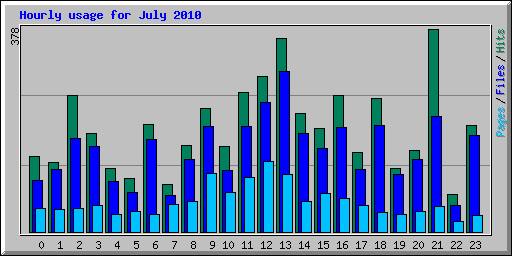 Hourly usage for July 2010
378
Pages/Files/Hits
0 1 2 3 4 5 6 7 8 9 10 11 12 13 14 15 16 17 18 19 20 21 22 23